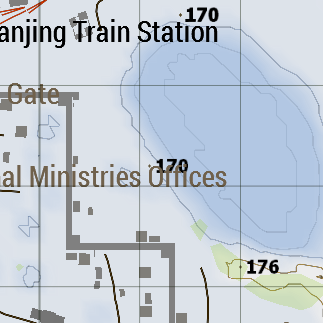 170
anjing Train Station
Gate
170
al Ministries Offices
176